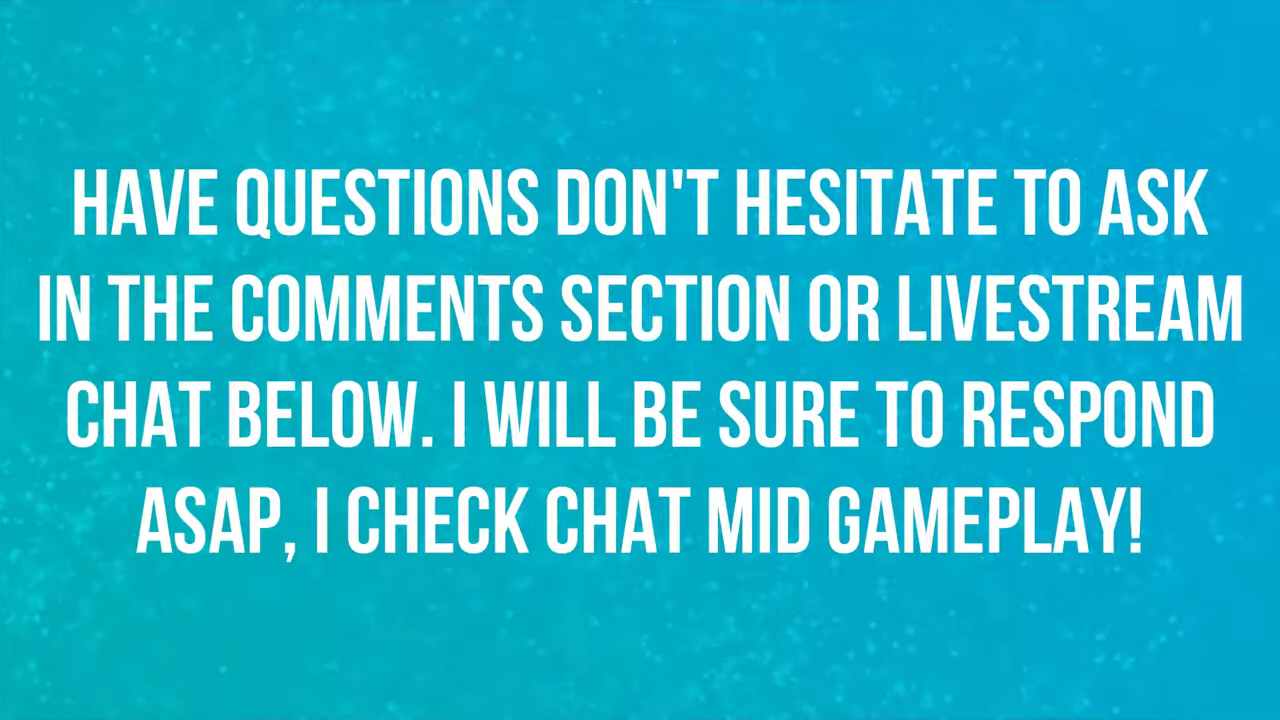 HAVE QUESTIONS DON'T HESITATE TO ASK
IN THE COMMENTS SECTION OR LIVESTREAM
CHAT BELOW. I WILL BE SURE TO RESPOND
ASAP, I CHECK CHAT MID GAMEPLAY!